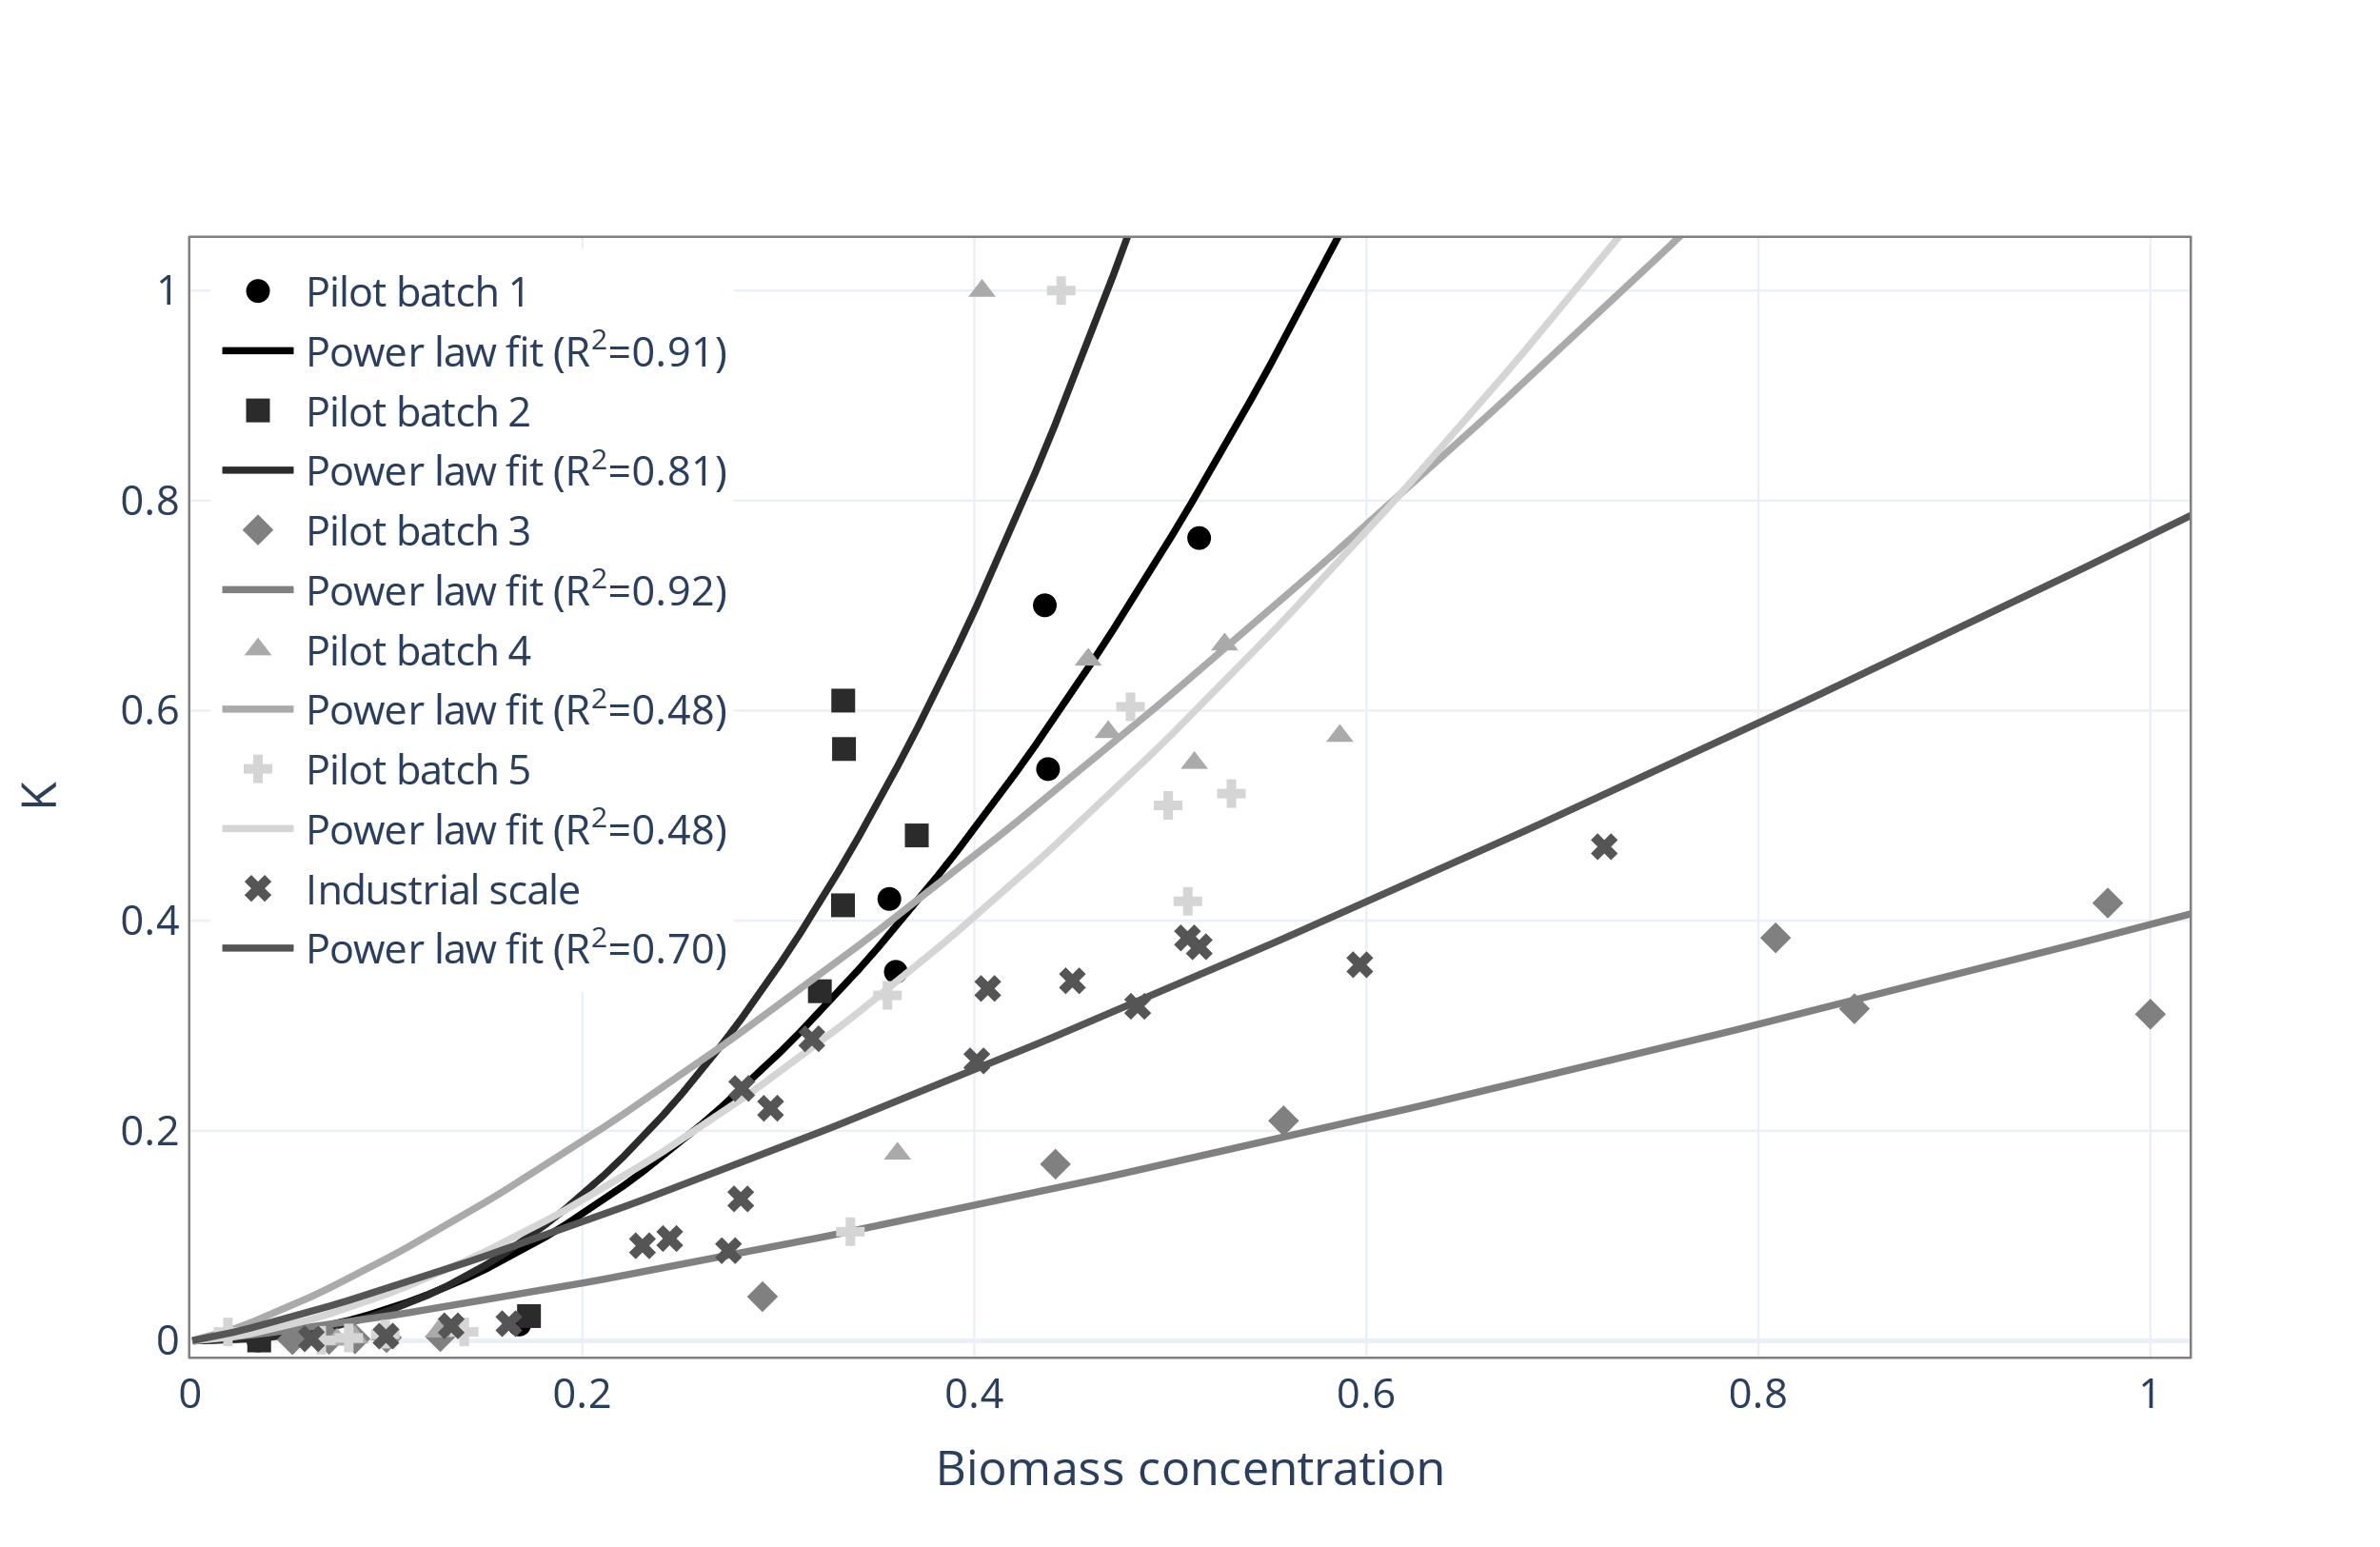 Pilot batch 1
Power law fit (R²=0.91)
Pilot batch 2
Power law fit (R²=0.81)
Pilot batch 3
Power law fit (R²=0.92)
Pilot batch 4
Power law fit (R²=0.48)
Pilot batch 5
Power law fit (R²=0.48)
Industrial scale
Power law fit (R²=0.70)
1
0.8
0.6
0.4
0.2
0
K
0 0.2 0.4 0.6 0.8 1
Biomass concentration